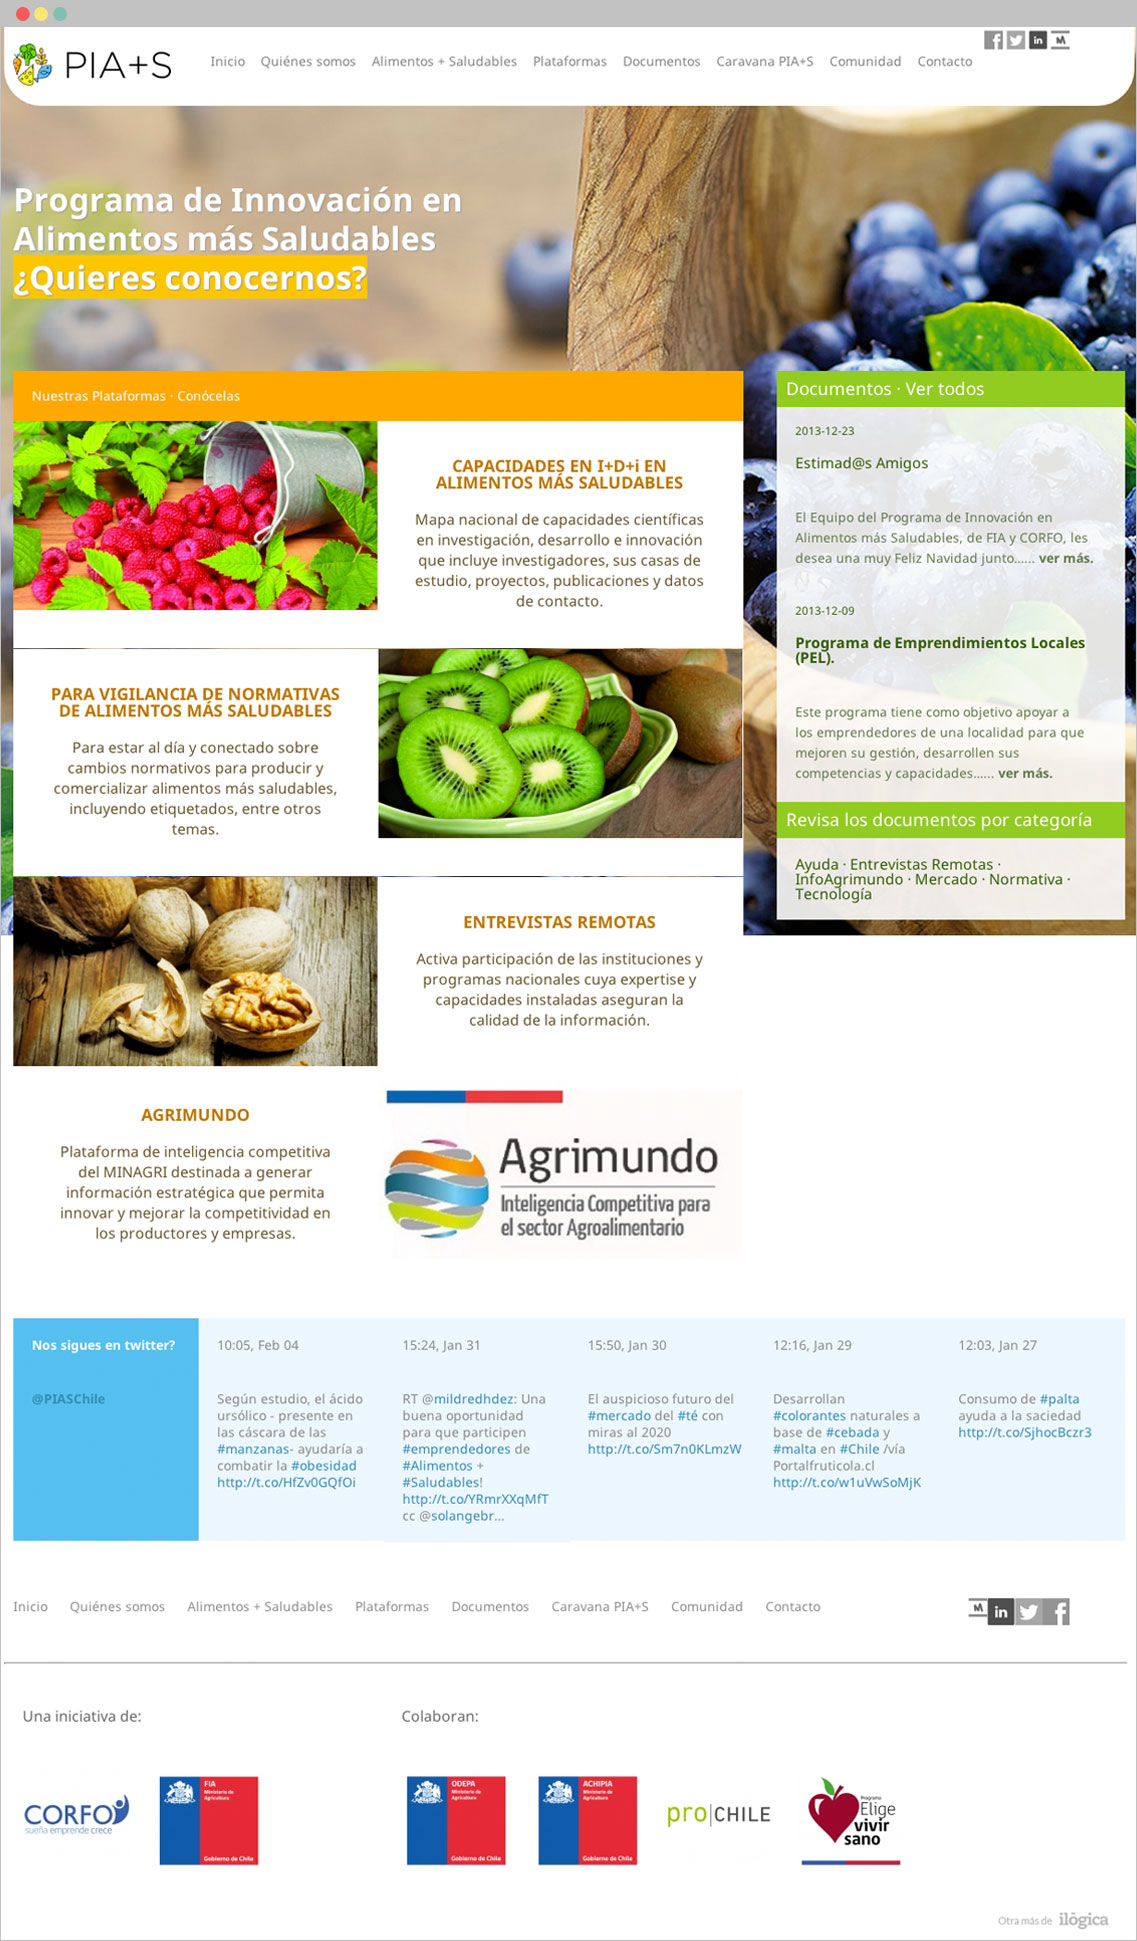 PIA+S
Inicio Quiénes somos Alimentos + Saludables Plataformas Documentos Caravana PIA+S Comunidad Contacto
Programa de Innovación en
Alimentos más Saludables
¿Quieres conocernos?
Nuestras Plataformas · Conócelas
CAPACIDADES EN I+D+i EN
ALIMENTOS MÁS SALUDABLES
Mapa nacional de capacidades científicas
en investigación, desarrollo e innovación
que incluye investigadores, sus casas de
estudio, proyectos, publicaciones y datos
de contacto.
PARA VIGILANCIA DE NORMATIVAS
DE ALIMENTOS MÁS SALUDABLES
Para estar al día y conectado sobre
cambios normativos para producir y
comercializar alimentos más saludables,
incluyendo etiquetados, entre otros
temas.
ENTREVISTAS REMOTAS
Activa participación de las instituciones y
programas nacionales cuya expertise y
capacidades instaladas aseguran la
calidad de la información.
AGRIMUNDO
Plataforma de inteligencia competitiva
del MINAGRI destinada a generar
información estratégica que permita
innovar y mejorar la competitividad en
los productores y empresas.
Agrimundo
Inteligencia Competitiva para
el sector Agroalimentario
Documentos · Ver todos
2013-12-23
Estimad@s Amigos
El Equipo del Programa de Innovación en
Alimentos más Saludables, de FIA y CORFO, les
desea una muy Feliz Navidad junto...... ver más.
2013-12-09
Programa de Emprendimientos Locales
(PEL).
Este programa tiene como objetivo apoyar a
los emprendedores de una localidad para que
mejoren su gestión, desarrollen sus
competencias y capacidades...... ver más.
Revisa los documentos por categoría
Ayuda · Entrevistas Remotas ·
InfoAgrimundo · Mercado · Normativa ·
Tecnología
Nos sigues en twitter?
@PIASChile
10:05, Feb 04
Según estudio, el ácido
ursólico - presente en
las cáscara de las
#manzanas- ayudaría a
combatir la #obesidad
http://t.co/HfZv0GQfOi
15:24, Jan 31
RT @mildredhdez: Una
buena oportunidad
para que participen
#emprendedores de
#Alimentos +
#Saludables!
http://t.co/YRmrXXqMfT
cc @solangebr...
15:50, Jan 30
El auspicioso futuro del
#mercado del #té con
miras al 2020
http://t.co/Sm7n0KLmzW
12:16, Jan 29
Desarrollan
#colorantes naturales a
base de #cebada y
#malta en #Chile /vía
Portalfruticola.cl
http://t.co/w1uVwSoMjK
12:03, Jan 27
Consumo de #palta
ayuda a la saciedad
http://t.co/SjhocBczr3
Inicio Quiénes somos Alimentos + Saludables Plataformas Documentos Caravana PIA+S Comunidad Contacto
Una iniciativa de:
CORFO
sueña emprende crece
FIA
Ministerio de
Agricultura
Gobierno de Chile
Colaboran:
ODEPA
Ministerio de
Agricultura
Gobierno de Chile
ACHIPIA
Ministerio de
Agricultura
Gobierno de Chile
pro|CHILE
Programa
Elige
vivir
sano
Otra más de ilógica